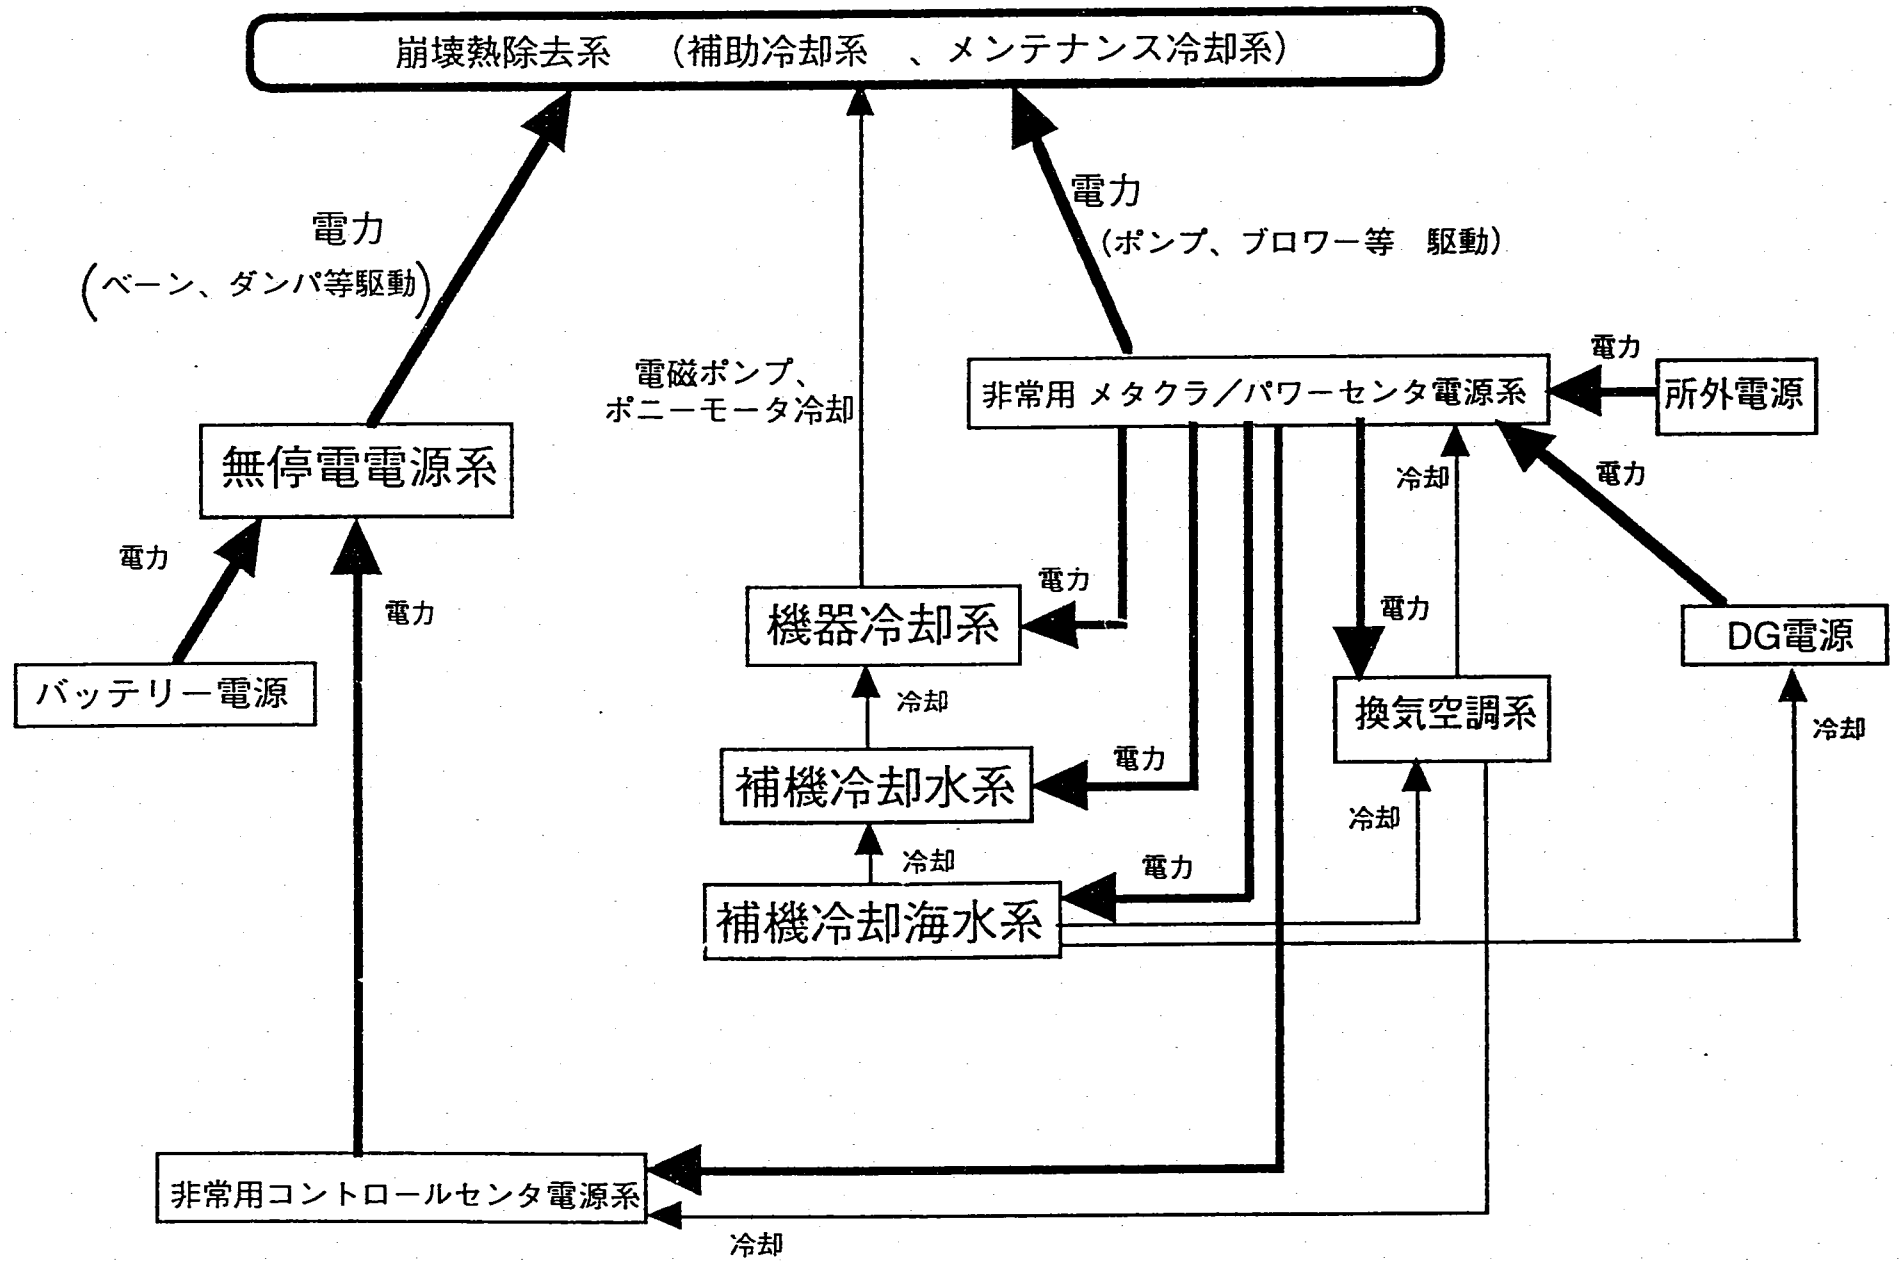 崩壊熱除去系 (補助冷却系 、メンテナンス冷却系)
電力
(ベーン、ダンパ等駆動)
電力
(ポンプ、ブロワー等 駆動)
電磁ポンプ、
ポニーモータ冷却
非常用 メタクラ/パワーセンタ電源系
電力
所外電源
無停電電源系
冷却
電力
電力
電力
機器冷却系
電力
電力
DG電源
バッテリー電源
冷却
換気空調系
冷却
補機冷却水系
電力
冷却
冷却
電力
補機冷却海水系
非常用コントロールセンタ電源系
冷却